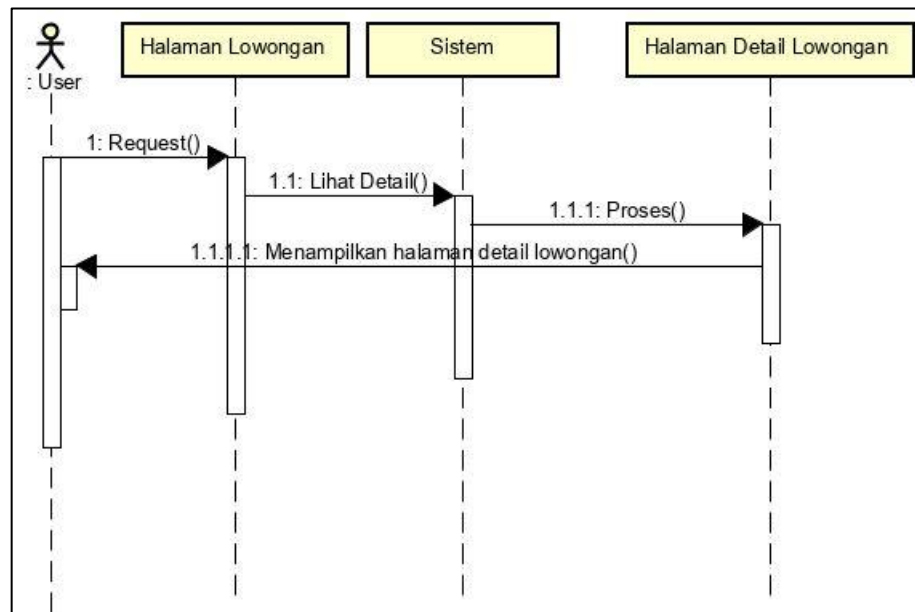 : User
Halaman Lowongan
Sistem
Halaman Detail Lowongan
1: Request()
1.1: Lihat Detail()
1.1.1: Proses()
1.1.1.1: Menampilkan halaman detail lowongan()